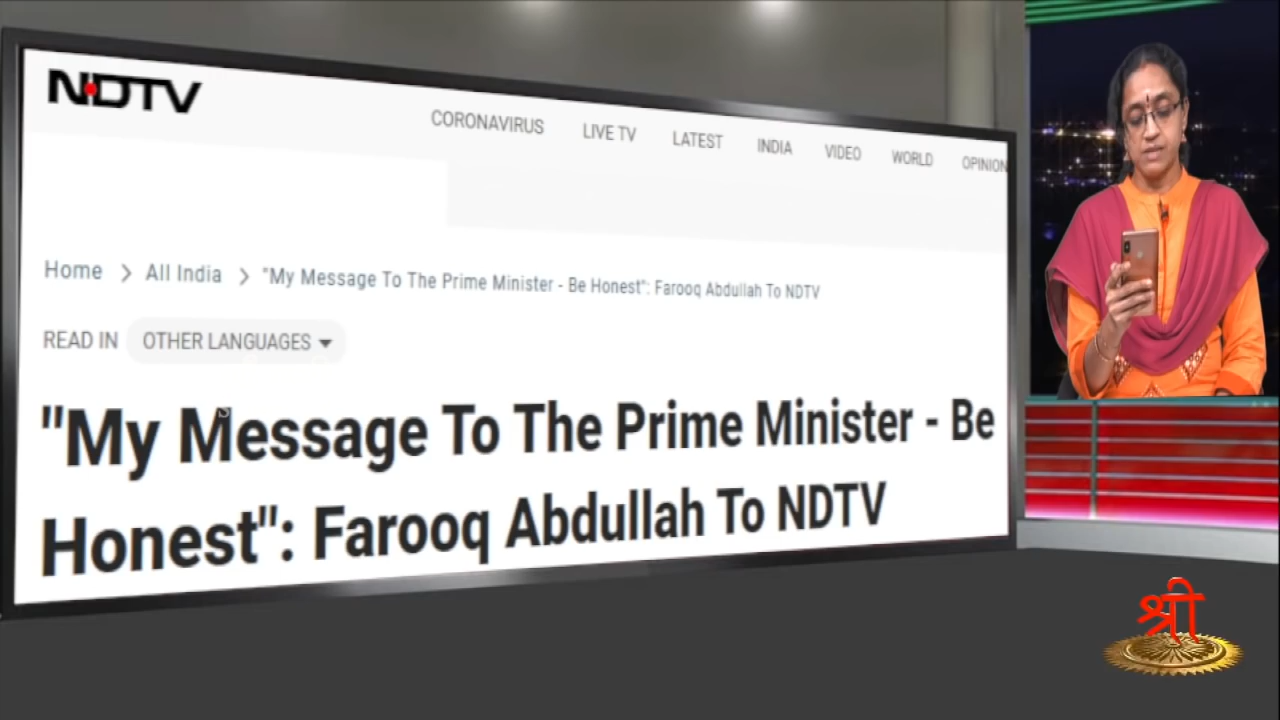 NDTV
CORONAVIRUS LIVE TV LATEST INDIA VIDEO WORLD OPINION
Home > All India > "My Message To The Prime Minister - Be Honest": Farooq Abdullah To NDTV
READ IN OTHER LANGUAGES
"My Message To The Prime Minister - Be
Honest": Farooq Abdullah To NDTV
श्री